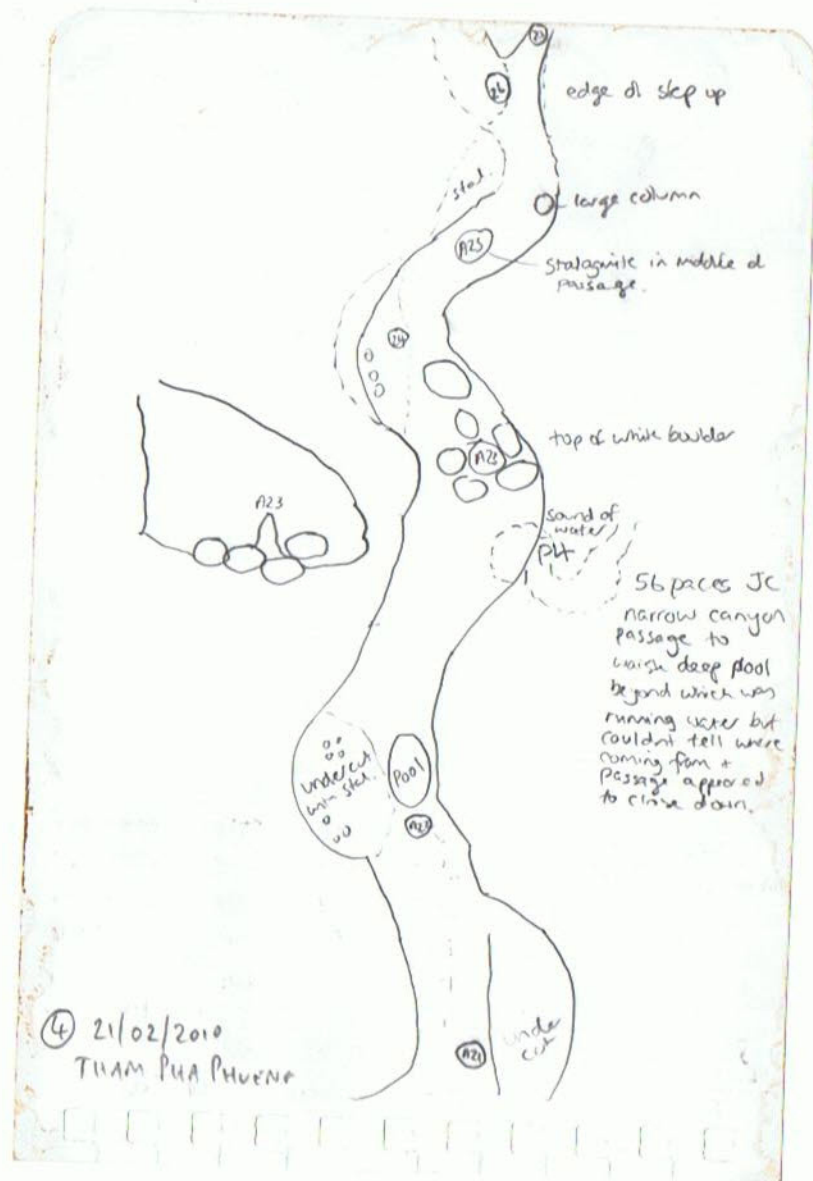 27
26
edge of step up
stal.
large column
A25
stalagmite in middle of
passage.
24
top of white boulder
A23
A23
sound of
water
P4
56 paces JC
narrow canyon
passage to
waist deep pool
beyond which was
running water but
couldn't tell where
coming from +
passage appeared
to close down.
undercut
with stal.
Pool
A22
under
cut
A21
4 21/02/2010
THAM PHA PHUENG